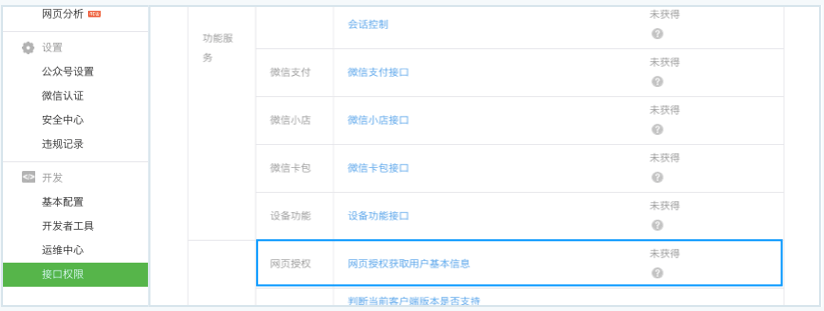 网页分析
设置
公众号设置
微信认证
安全中心
违规记录
开发
基本配置
开发者工具
运维中心
接口权限
功能服
务
会话控制
未获得
微信支付
微信支付接口
未获得
微信小店
微信小店接口
未获得
微信卡包
微信卡包接口
未获得
设备功能
设备功能接口
未获得
网页授权
网页授权获取用户基本信息
未获得
判断当前客户端版本是否支持